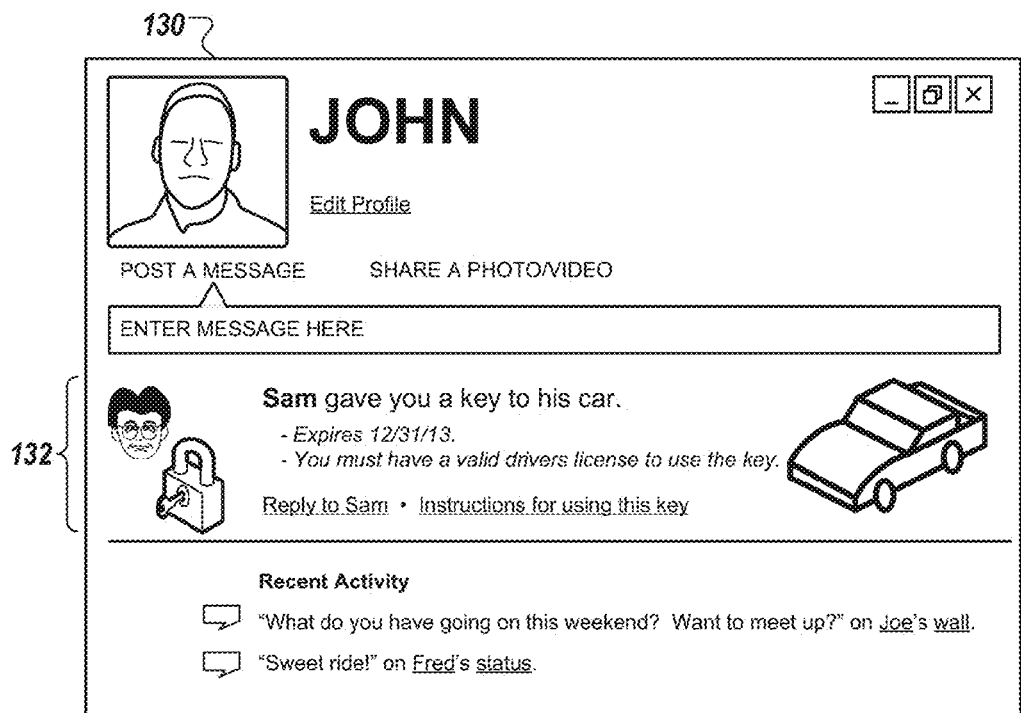 130
JOHN
Edit Profile
POST A MESSAGE SHARE A PHOTO/VIDEO
ENTER MESSAGE HERE
132
Sam gave you a key to his car.
- Expires 12/31/13.
- You must have a valid drivers license to use the key.
Reply to Sam • Instructions for using this key
Recent Activity
“What do you have going on this weekend?  Want to meet up?” on Joe's wall.
“Sweet ride!” on Fred's status.